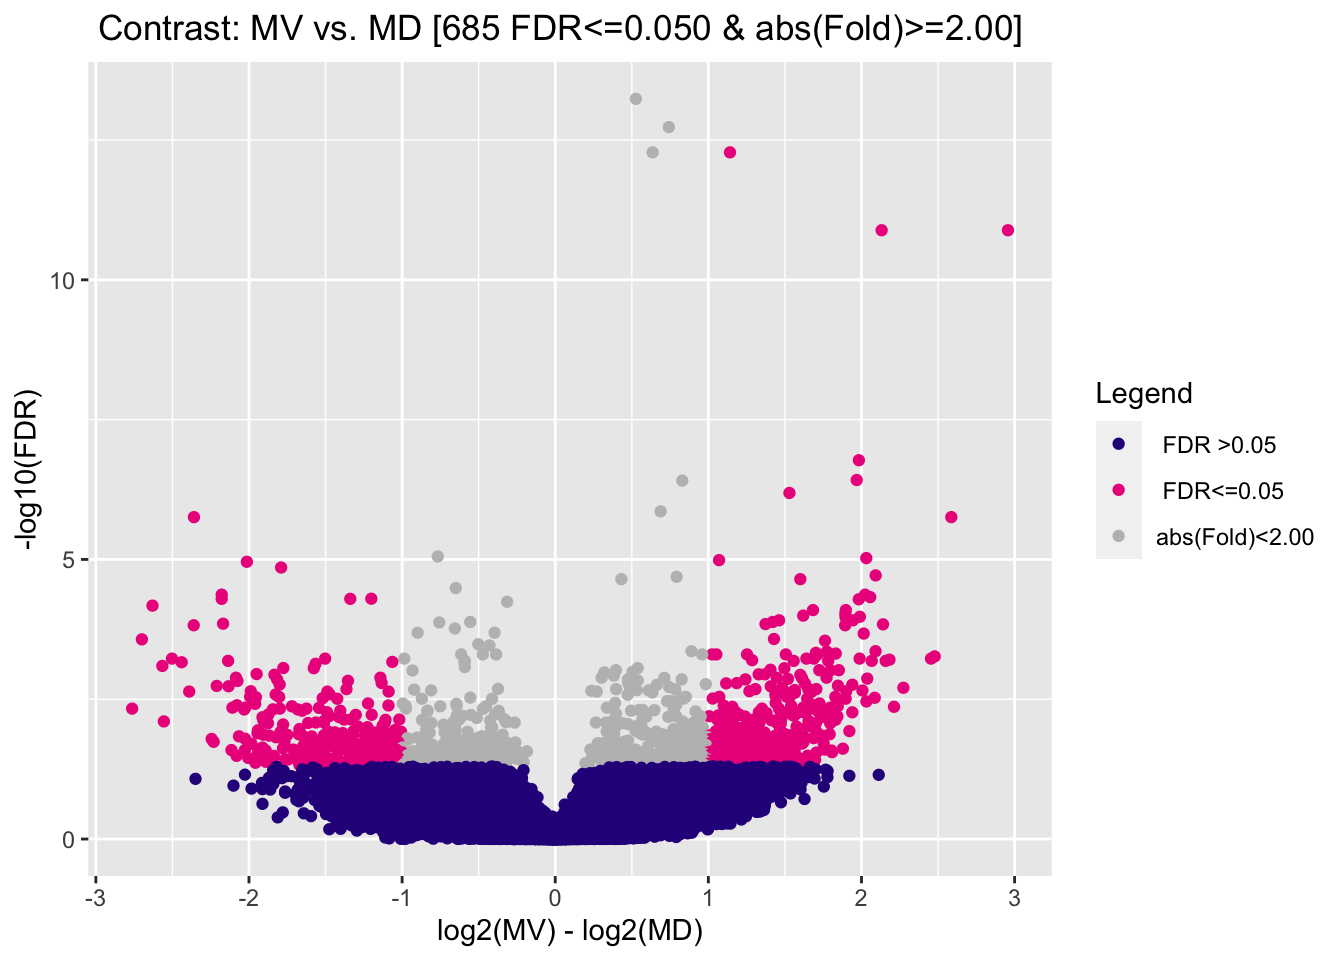 Contrast: MV vs. MD [685 FDR<=0.050 & abs(Fold)>=2.00]
10
5
0
-log10(FDR)
-3
-2
-1
0
1
2
3
log2(MV) - log2(MD)
Legend
FDR >0.05
FDR<=0.05
abs(Fold)<2.00